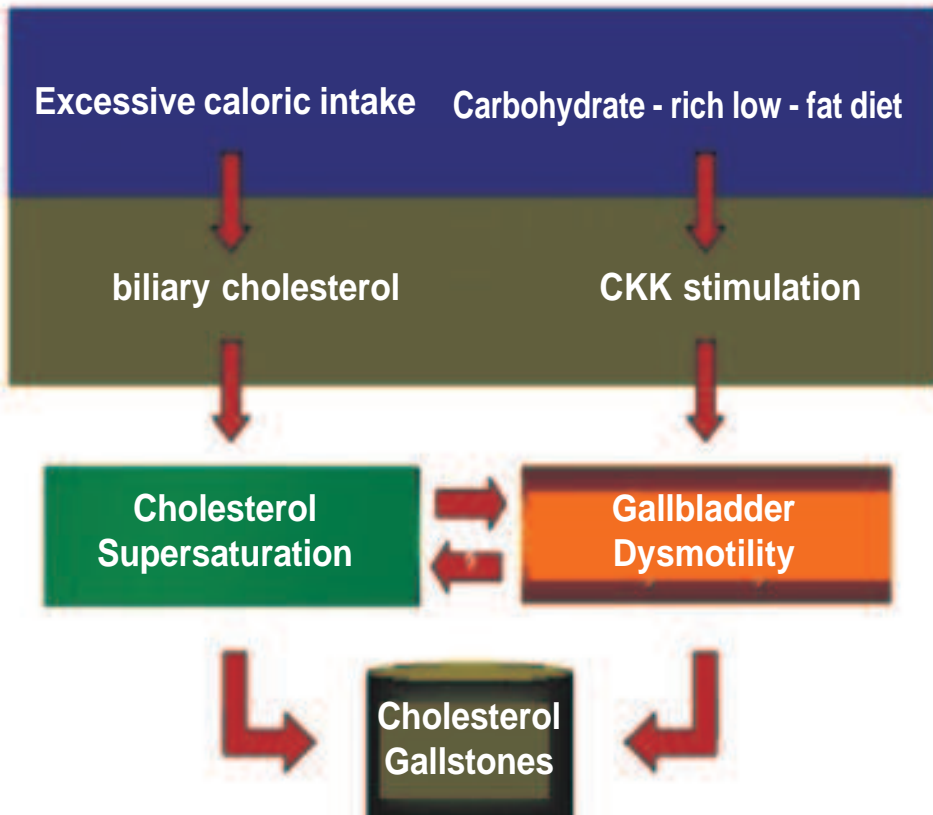 Excessive caloric intake
Carbohydrate - rich low - fat diet
biliary cholesterol
CKK stimulation
Cholesterol
Supersaturation
Gallbladder
Dysmotility
Cholesterol
Gallstones